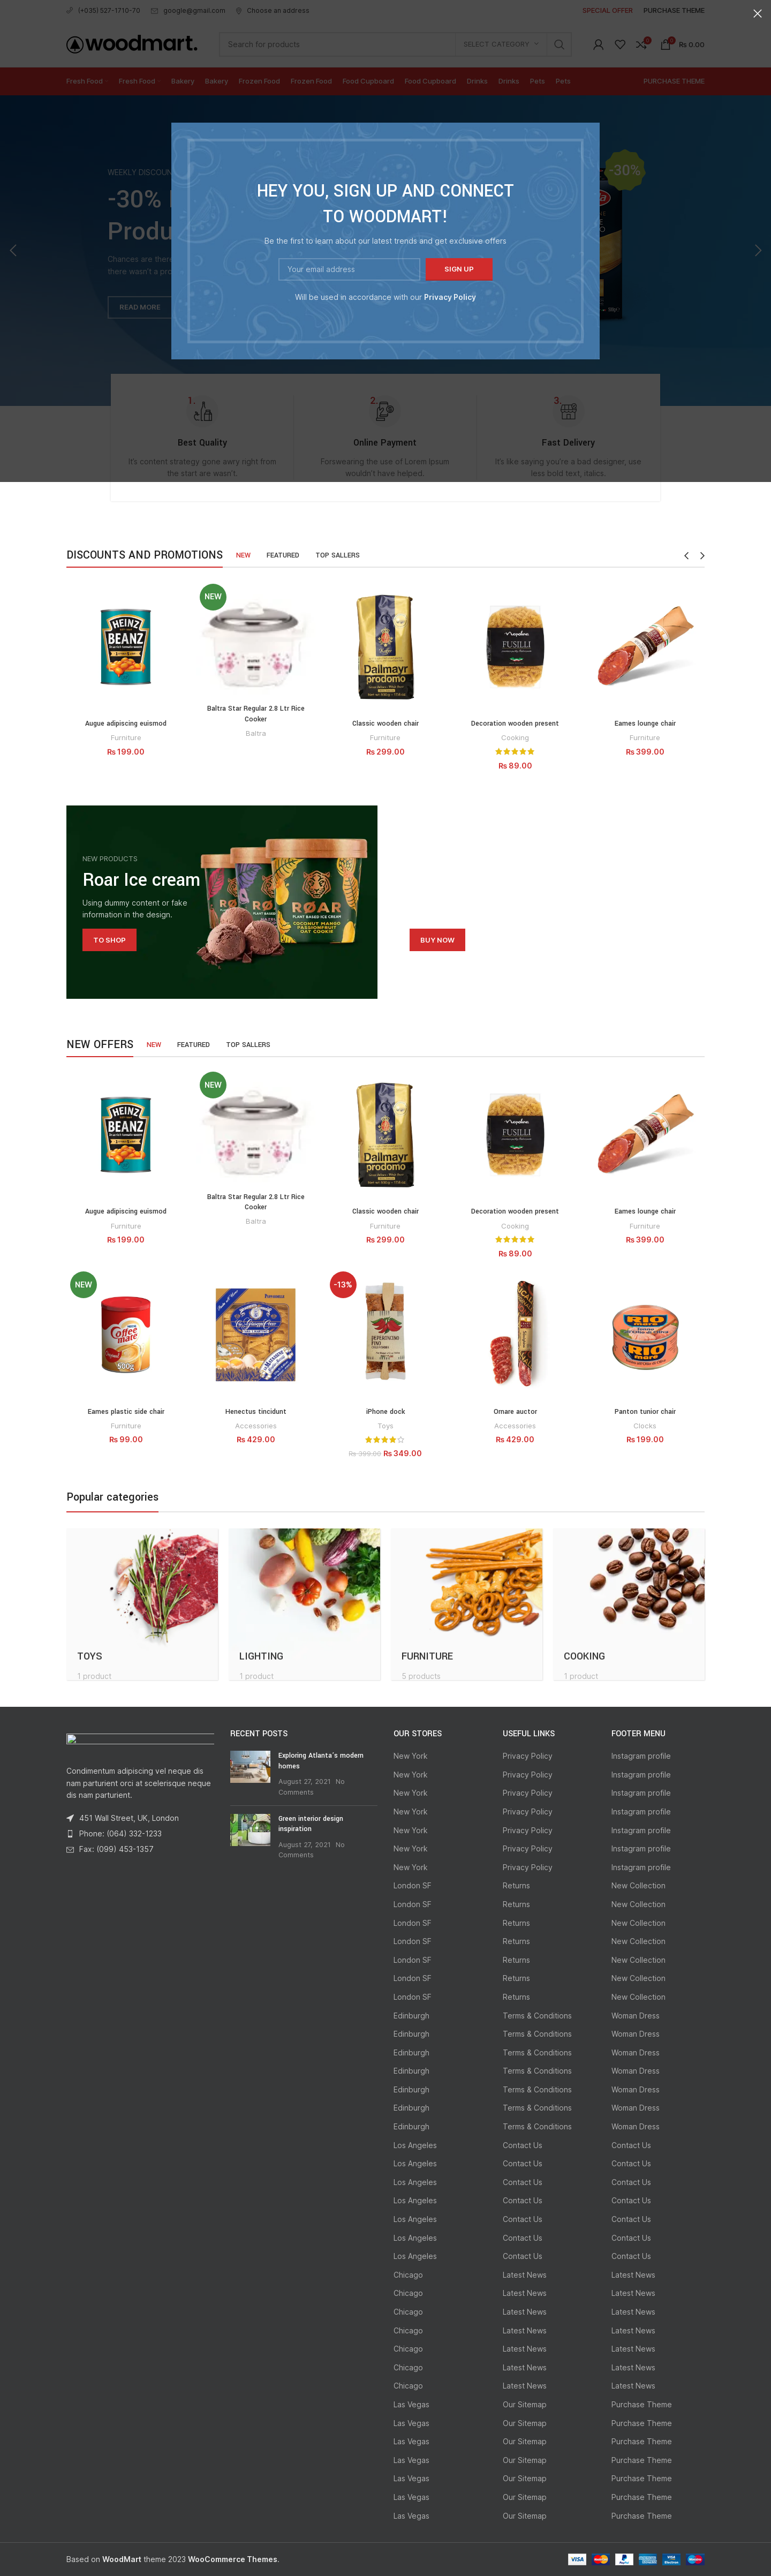 (+035) 527-1710-70 google@gmail.com Choose an address SPECIAL OFFER PURCHASE THEME
woodmart. Search for products SELECT CATEGORY 0 0 ₨ 0.00
Fresh Food Fresh Food Bakery Bakery Frozen Food Frozen Food Food Cupboard Food Cupboard Drinks Drinks Pets Pets PURCHASE THEME
WEEKLY DISCOUN
-30%
-30%
Produ
Chances are there
there wasn't a pro
READ MORE
HEY YOU, SIGN UP AND CONNECT
TO WOODMART!
Be the first to learn about our latest trends and get exclusive offers
Your email address SIGN UP
Will be used in accordance with our Privacy Policy
1. 2. 3.
Best Quality Online Payment Fast Delivery
It's content strategy gone awry right from Forswearing the use of Lorem Ipsum It's like saying you're a bad designer, use
the start are wasn't. wouldn't have helped. less bold text, italics.
DISCOUNTS AND PROMOTIONS NEW FEATURED TOP SALLERS
NEW
HEINZ
BEANZ
Dallmayr
prodomo
Napolina
FUSILLI
Augue adipiscing euismod
Furniture
₨ 199.00
Baltra Star Regular 2.8 Ltr Rice
Cooker
Baltra
Classic wooden chair
Furniture
₨ 299.00
Decoration wooden present
Cooking
₨ 89.00
Eames lounge chair
Furniture
₨ 399.00
NEW PRODUCTS
Roar Ice cream
Using dummy content or fake
information in the design.
TO SHOP
RØAR
BUY NOW
NEW OFFERS NEW FEATURED TOP SALLERS
NEW
HEINZ
BEANZ
Dallmayr
prodomo
Napolina
FUSILLI
Augue adipiscing euismod
Furniture
₨ 199.00
Baltra Star Regular 2.8 Ltr Rice
Cooker
Baltra
Classic wooden chair
Furniture
₨ 299.00
Decoration wooden present
Cooking
₨ 89.00
Eames lounge chair
Furniture
₨ 399.00
NEW
Coffee
mate
500g
-13%
PEPERONCINO
RIO
mare
RIO
mare
Eames plastic side chair
Furniture
₨ 99.00
Henectus tincidunt
Accessories
₨ 429.00
iPhone dock
Toys
₨ 399.00 ₨ 349.00
Ornare auctor
Accessories
₨ 429.00
Panton tunior chair
Clocks
₨ 199.00
Popular categories
TOYS LIGHTING FURNITURE COOKING
1 product 1 product 5 products 1 product
Condimentum adipiscing vel neque dis
nam parturient orci at scelerisque neque
dis nam parturient.
451 Wall Street, UK, London
Phone: (064) 332-1233
Fax: (099) 453-1357
RECENT POSTS
Exploring Atlanta's modern
homes
August 27, 2021 No
Comments
Green interior design
inspiration
August 27, 2021 No
Comments
OUR STORES
New York
New York
New York
New York
New York
New York
New York
London SF
London SF
London SF
London SF
London SF
London SF
London SF
Edinburgh
Edinburgh
Edinburgh
Edinburgh
Edinburgh
Edinburgh
Edinburgh
Los Angeles
Los Angeles
Los Angeles
Los Angeles
Los Angeles
Los Angeles
Los Angeles
Chicago
Chicago
Chicago
Chicago
Chicago
Chicago
Chicago
Las Vegas
Las Vegas
Las Vegas
Las Vegas
Las Vegas
Las Vegas
Las Vegas
USEFUL LINKS
Privacy Policy
Privacy Policy
Privacy Policy
Privacy Policy
Privacy Policy
Privacy Policy
Privacy Policy
Returns
Returns
Returns
Returns
Returns
Returns
Returns
Terms & Conditions
Terms & Conditions
Terms & Conditions
Terms & Conditions
Terms & Conditions
Terms & Conditions
Terms & Conditions
Contact Us
Contact Us
Contact Us
Contact Us
Contact Us
Contact Us
Contact Us
Latest News
Latest News
Latest News
Latest News
Latest News
Latest News
Latest News
Our Sitemap
Our Sitemap
Our Sitemap
Our Sitemap
Our Sitemap
Our Sitemap
Our Sitemap
FOOTER MENU
Instagram profile
Instagram profile
Instagram profile
Instagram profile
Instagram profile
Instagram profile
Instagram profile
New Collection
New Collection
New Collection
New Collection
New Collection
New Collection
New Collection
Woman Dress
Woman Dress
Woman Dress
Woman Dress
Woman Dress
Woman Dress
Woman Dress
Contact Us
Contact Us
Contact Us
Contact Us
Contact Us
Contact Us
Contact Us
Latest News
Latest News
Latest News
Latest News
Latest News
Latest News
Latest News
Purchase Theme
Purchase Theme
Purchase Theme
Purchase Theme
Purchase Theme
Purchase Theme
Purchase Theme
Based on WoodMart theme 2023 WooCommerce Themes. VISA PayPal